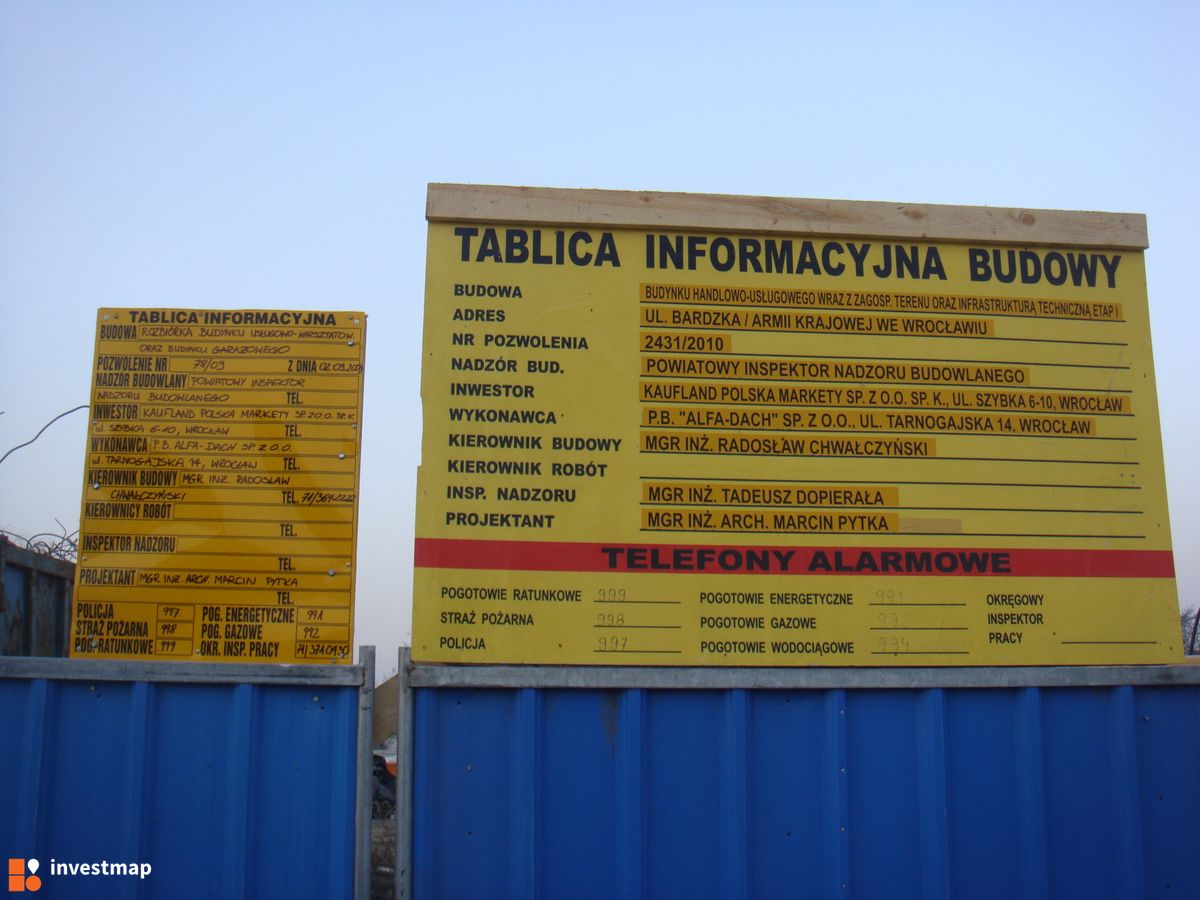 TABLICA INFORMACYJNA
BUDOWA ROZBIÓRKA BUDYNKU USŁUGOWO-WARSZTATOW.
ORAZ BUDYNKU GARAŻOWEGO
POZWOLENIE NR 78/09 Z DNIA 02.09.2009
NADZÓR BUDOWLANY POWIATOWY INSPEKTOR
NADZORU BUDOWLANEGO TEL.
INWESTOR KAUFLAND POLSKA MARKETY SP. Z O.O. SP. K
UL. SZYBKA 6-10, WROCŁAW TEL.
WYKONAWCA P.B. ALFA-DACH SP. Z O.O.
UL. TARNOGAJSKA 14, WROCŁAW TEL.
KIEROWNIK BUDOWY MGR INŻ. RADOSŁAW
CHWAŁCZYŃSKI TEL. 71/3692222
KIEROWNICY ROBÓT
TEL.
INSPEKTOR NADZORU
TEL.
PROJEKTANT MGR INŻ. ARCH. MARCIN PYTKA
TEL.
POLICJA 997 POG. ENERGETYCZNE 991
STRAŻ POŻARNA 998 POG. GAZOWE 992
POG. RATUNKOWE 999 OKR. INSP. PRACY 71/3710430
TABLICA INFORMACYJNA BUDOWY
BUDOWA BUDYNKU HANDLOWO-USŁUGOWEGO WRAZ Z ZAGOSP. TERENU ORAZ INFRASTRUKTURĄ TECHNICZNĄ ETAP I
ADRES UL. BARDZKA / ARMII KRAJOWEJ WE WROCŁAWIU
NR POZWOLENIA 2431/2010
NADZÓR BUD. POWIATOWY INSPEKTOR NADZORU BUDOWLANEGO
INWESTOR KAUFLAND POLSKA MARKETY SP. Z O.O. SP. K., UL. SZYBKA 6-10, WROCŁAW
WYKONAWCA P.B. "ALFA-DACH" SP. Z O.O., UL. TARNOGAJSKA 14, WROCŁAW
KIEROWNIK BUDOWY MGR INŻ. RADOSŁAW CHWAŁCZYŃSKI
KIEROWNIK ROBÓT
INSP. NADZORU MGR INŻ. TADEUSZ DOPIERAŁA
PROJEKTANT MGR INŻ. ARCH. MARCIN PYTKA
TELEFONY ALARMOWE
POGOTOWIE RATUNKOWE 999 POGOTOWIE ENERGETYCZNE 991 OKRĘGOWY
STRAŻ POŻARNA 998 POGOTOWIE GAZOWE 992 INSPEKTOR
POLICJA 997 POGOTOWIE WODOCIĄGOWE 994 PRACY
investmap